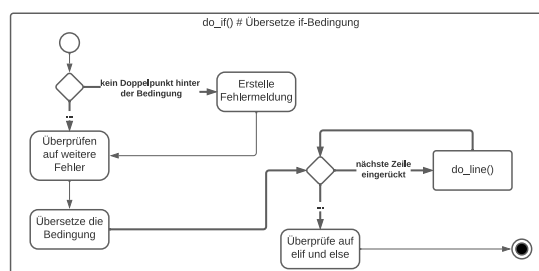 do_if() # Übersetze if-Bedingung
kein Doppelpunkt hinter
der Bedingung
Erstelle
Fehlermeldung
Überprüfen
auf weitere
Fehler
nächste Zeile
eingerückt
do_line()
Übersetze die
Bedingung
Überprüfe auf
elif und else